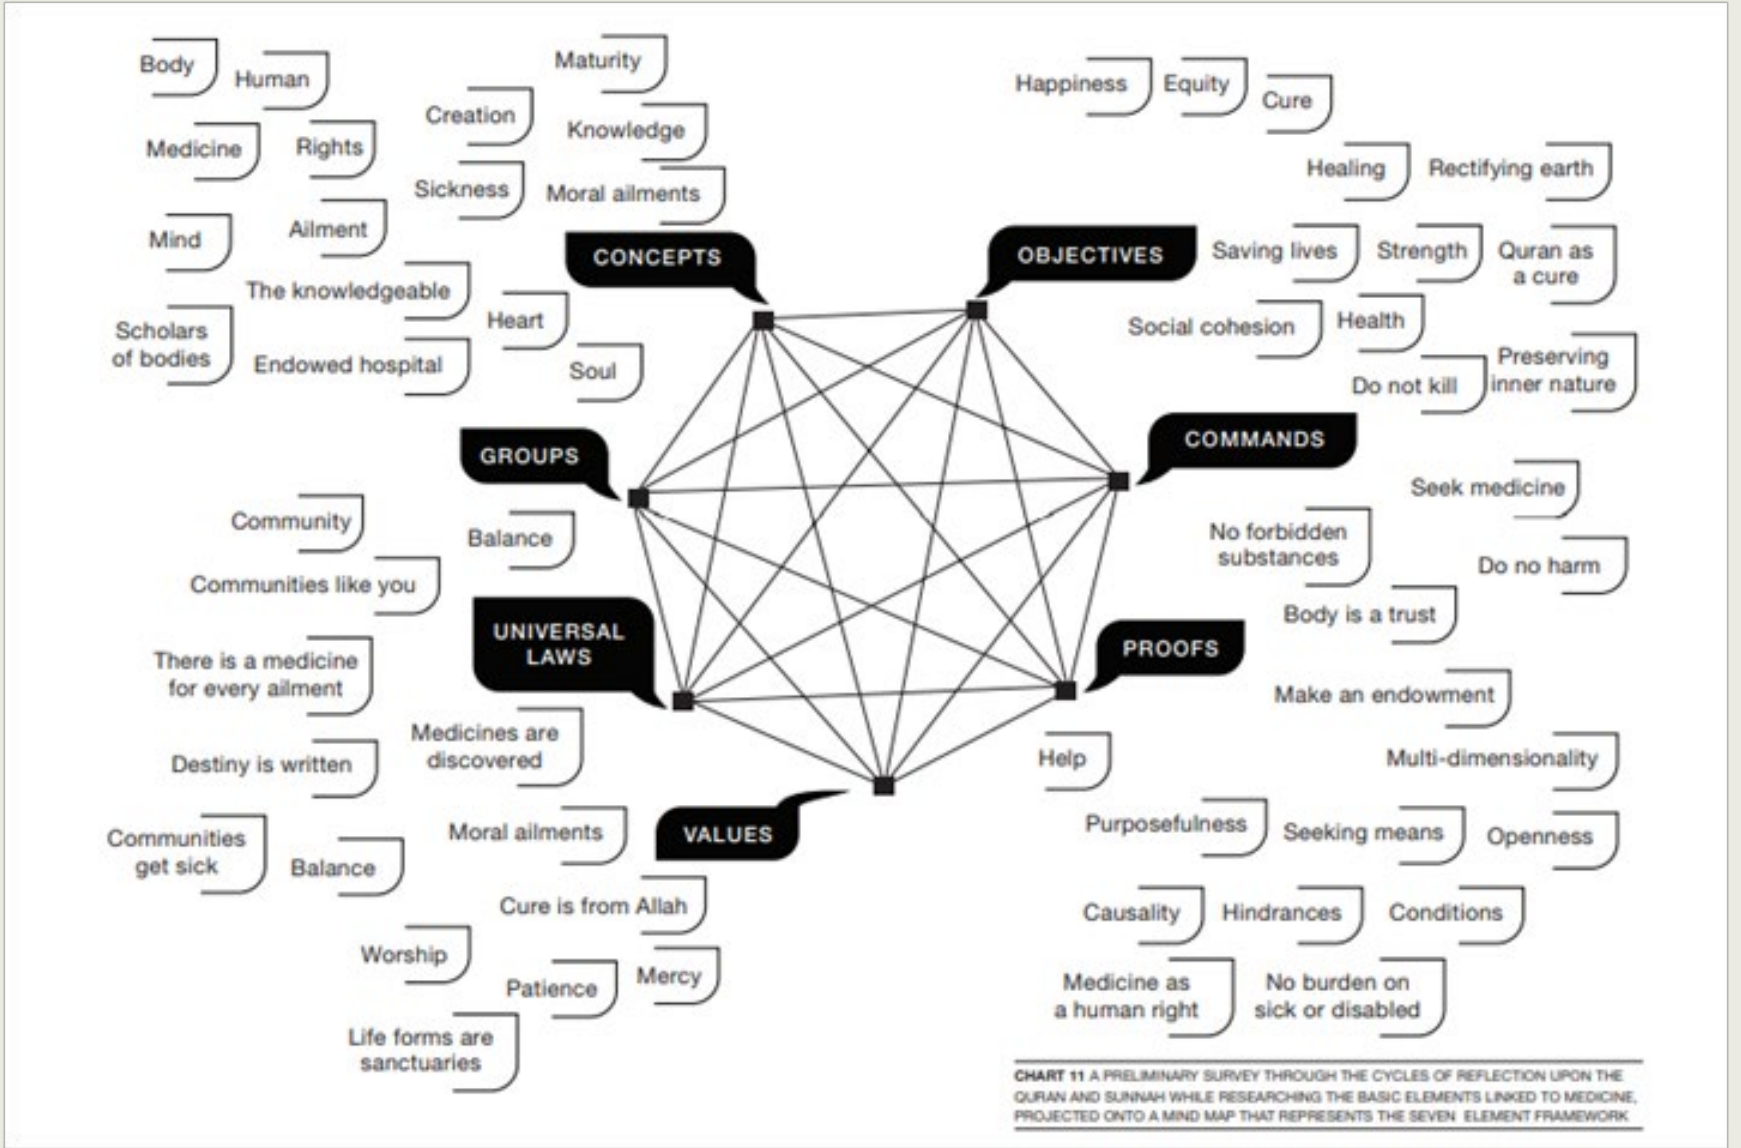 Body
Human
Maturity
Creation
Knowledge
Medicine
Rights
Sickness
Moral ailments
Mind
Ailment
CONCEPTS
The knowledgeable
Heart
Scholars
of bodies
Endowed hospital
Soul
Happiness
Equity
Cure
Healing
Rectifying earth
OBJECTIVES
Saving lives
Strength
Quran as
a cure
Social cohesion
Health
Do not kill
Preserving
inner nature
GROUPS
Community
Balance
Communities like you
COMMANDS
Seek medicine
No forbidden
substances
Do no harm
Body is a trust
Make an endowment
UNIVERSAL
LAWS
There is a medicine
for every ailment
Medicines are
discovered
Destiny is written
Communities
get sick
Balance
Moral ailments
PROOFS
Help
Multi-dimensionality
Purposefulness
Seeking means
Openness
Causality
Hindrances
Conditions
Medicine as
a human right
No burden on
sick or disabled
VALUES
Cure is from Allah
Worship
Patience
Mercy
Life forms are
sanctuaries
CHART 11 A PRELIMINARY SURVEY THROUGH THE CYCLES OF REFLECTION UPON THE
QURAN AND SUNNAH WHILE RESEARCHING THE BASIC ELEMENTS LINKED TO MEDICINE,
PROJECTED ONTO A MIND MAP THAT REPRESENTS THE SEVEN ELEMENT FRAMEWORK